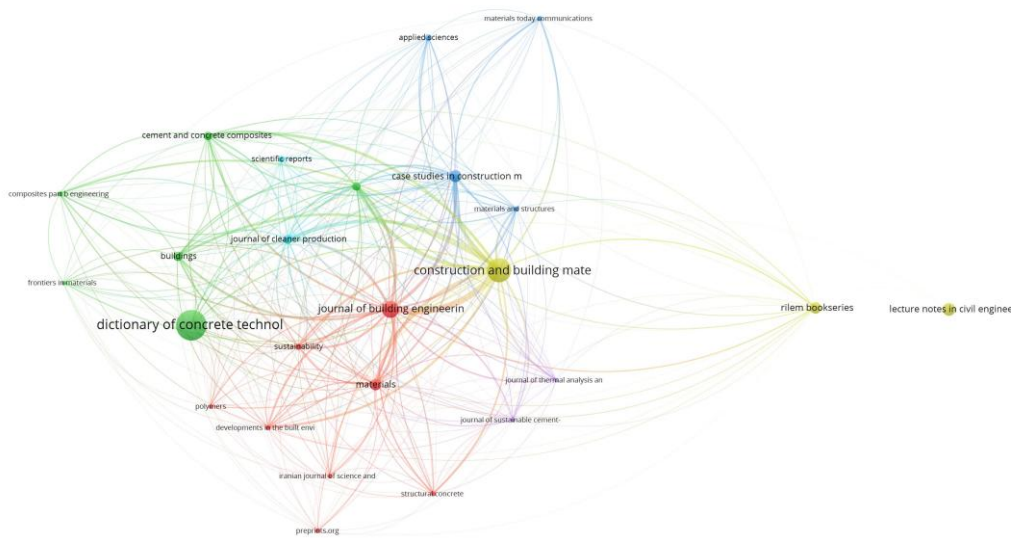 materials today communications
applied sciences
cement and concrete composites
scientific reports
case studies in construction m
composites part b engineering
materials and structures
journal of cleaner production
buildings
construction and building mate
frontiers in materials
journal of building engineerin
rilem bookseries
lecture notes in civil enginee
dictionary of concrete technol
sustainability
materials
journal of thermal analysis an
polymers
journal of sustainable cement-
developments in the built envi
iranian journal of science and
structural concrete
preprints.org